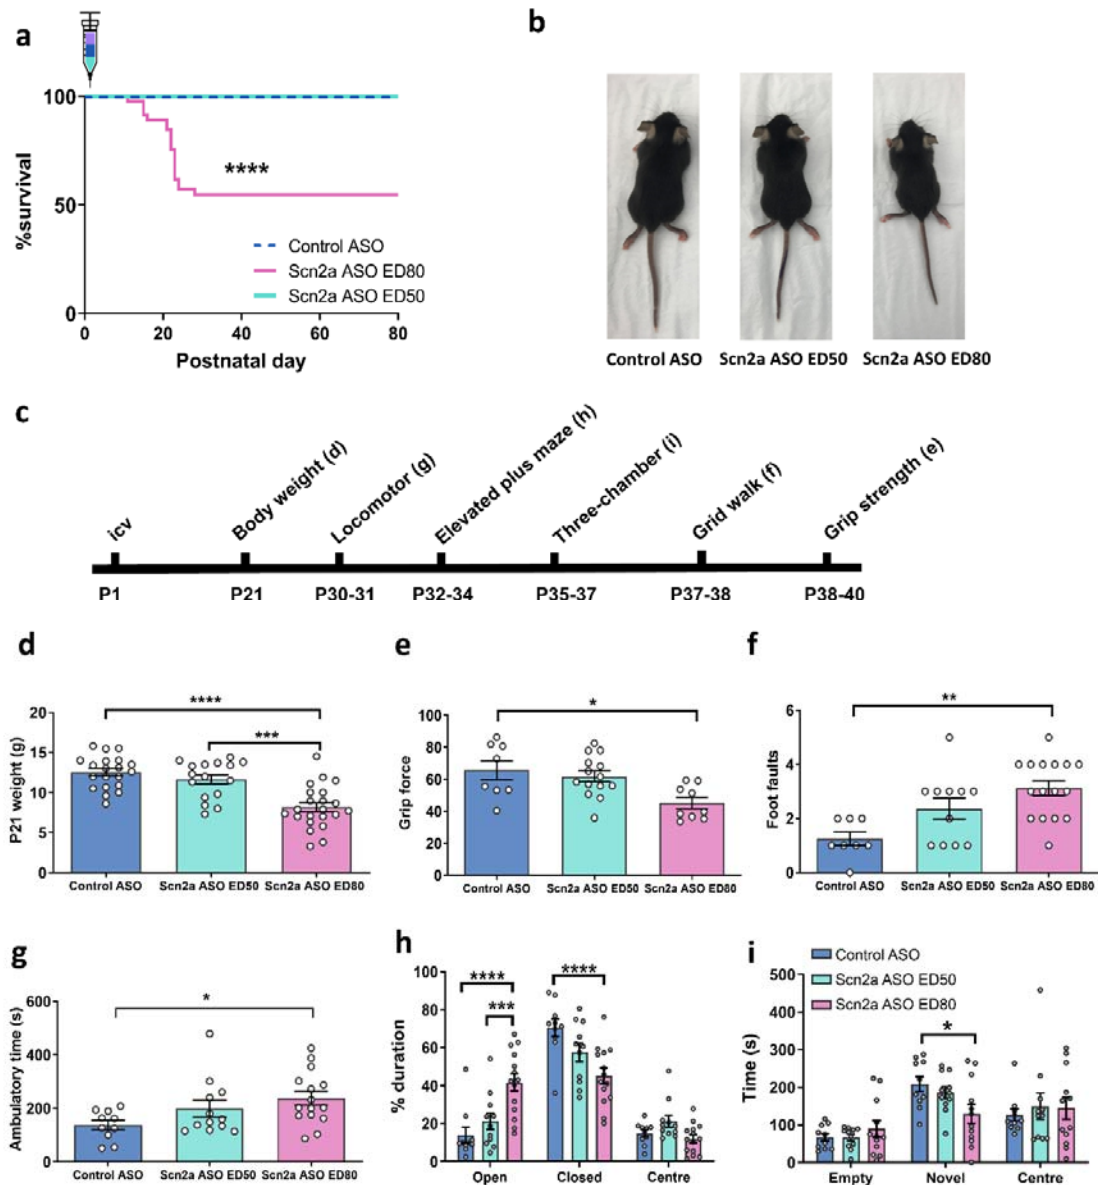 a
100
50
0
%survival
****
Control ASO
Scn2a ASO ED80
Scn2a ASO ED50
0 20 40 60 80
Postnatal day
b
Control ASO Scn2a ASO ED50 Scn2a ASO ED80
c
icv
Body weight (d)
Locomotor (g)
Elevated plus maze (h)
Three-chamber (i)
Grid walk (f)
Grip strength (e)
P1 P21 P30-31 P32-34 P35-37 P37-38 P38-40
d
****
***
20
15
10
5
0
P21 weight (g)
Control ASO Scn2a ASO ED50 Scn2a ASO ED80
e
*
100
80
60
40
20
0
Grip force
Control ASO Scn2a ASO ED50 Scn2a ASO ED80
f
**
6
4
2
0
Foot faults
Control ASO Scn2a ASO ED50 Scn2a ASO ED80
g
*
600
400
200
0
Ambulatory time (s)
Control ASO Scn2a ASO ED50 Scn2a ASO ED80
h
**** ****
***
100
80
60
40
20
0
% duration
Open Closed Centre
i
Control ASO
Scn2a ASO ED50
Scn2a ASO ED80
*
500
400
300
200
100
0
Time (s)
Empty Novel Centre